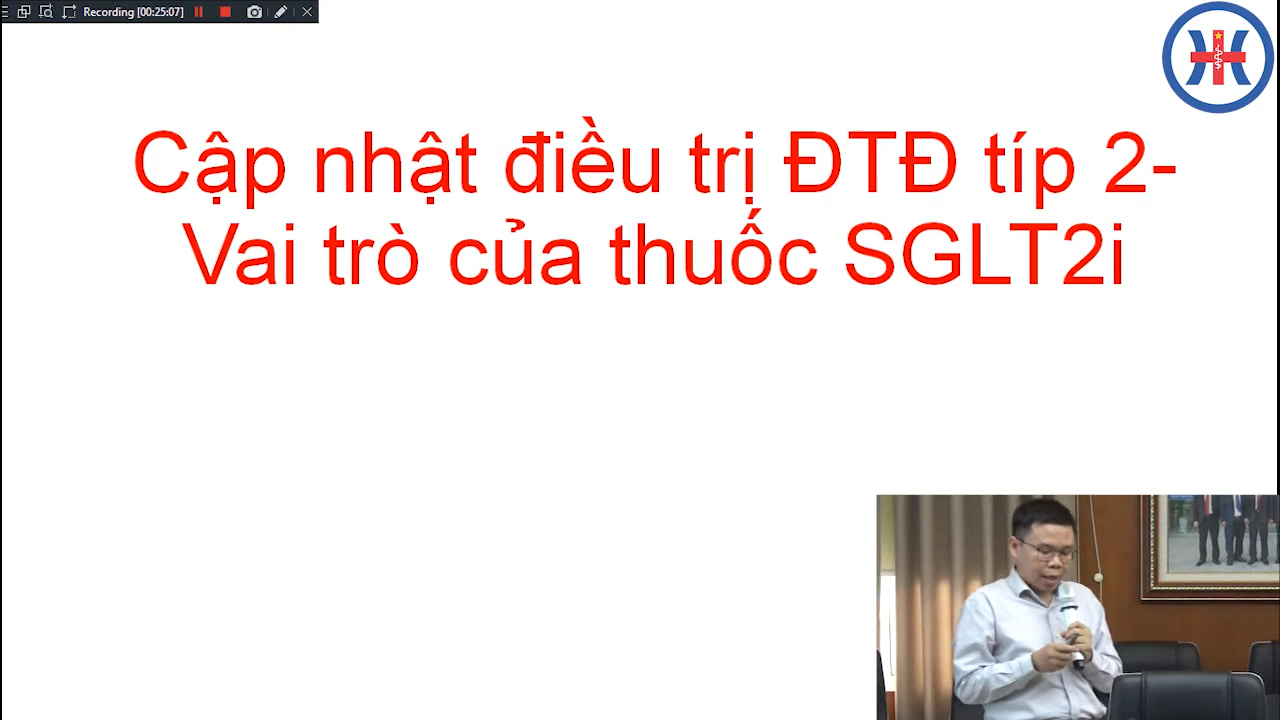 Recording [00:25:07]
Cập nhật điều trị ĐTĐ típ 2-
Vai trò của thuốc SGLT2i